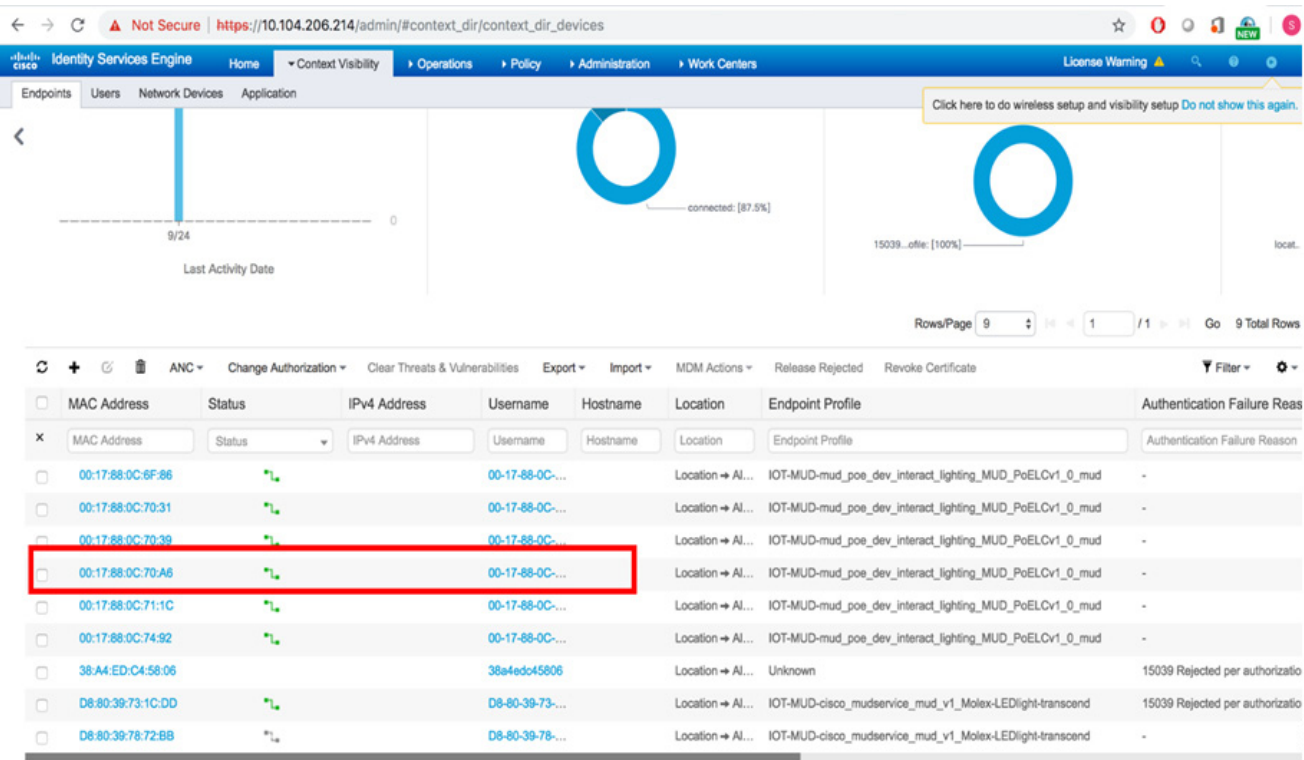 Not Secure https://10.104.206.214/admin/#context_dir/context_dir_devices
NEW
S
cisco Identity Services Engine Home Context Visibility Operations Policy Administration Work Centers License Warning
Endpoints Users Network Devices Application
Click here to do wireless setup and visibility setup Do not show this again.
connected: [87.5%]
0
9/24
15039...ofile: [100%]
locat..
Last Activity Date
Rows/Page 9 1 / 1 Go 9 Total Rows
ANC Change Authorization Clear Threats & Vulnerabilities Export Import MDM Actions Release Rejected Revoke Certificate Filter
MAC Address Status IPv4 Address Username Hostname Location Endpoint Profile Authentication Failure Reas
x MAC Address Status IPv4 Address Username Hostname Location Endpoint Profile Authentication Failure Reason
00:17:88:0C:6F:86 00-17-88-0C-... Location → Al... IOT-MUD-mud_poe_dev_interact_lighting_MUD_PoELCv1_0_mud -
00:17:88:0C:70:31 00-17-88-0C-... Location → Al... IOT-MUD-mud_poe_dev_interact_lighting_MUD_PoELCv1_0_mud -
00:17:88:0C:70:39 00-17-88-0C-... Location → Al... IOT-MUD-mud_poe_dev_interact_lighting_MUD_PoELCv1_0_mud -
00:17:88:0C:70:A6 00-17-88-0C-... Location → Al... IOT-MUD-mud_poe_dev_interact_lighting_MUD_PoELCv1_0_mud -
00:17:88:0C:71:1C 00-17-88-0C-... Location → Al... IOT-MUD-mud_poe_dev_interact_lighting_MUD_PoELCv1_0_mud -
00:17:88:0C:74:92 00-17-88-0C-... Location → Al... IOT-MUD-mud_poe_dev_interact_lighting_MUD_PoELCv1_0_mud -
38:A4:ED:C4:58:06 38a4edc45806 Location → Al... Unknown 15039 Rejected per authorizatio
D8:80:39:73:1C:DD D8-80-39-73-... Location → Al... IOT-MUD-cisco_mudservice_mud_v1_Molex-LEDlight-transcend 15039 Rejected per authorizatio
D8:80:39:78:72:BB D8-80-39-78-... Location → Al... IOT-MUD-cisco_mudservice_mud_v1_Molex-LEDlight-transcend -